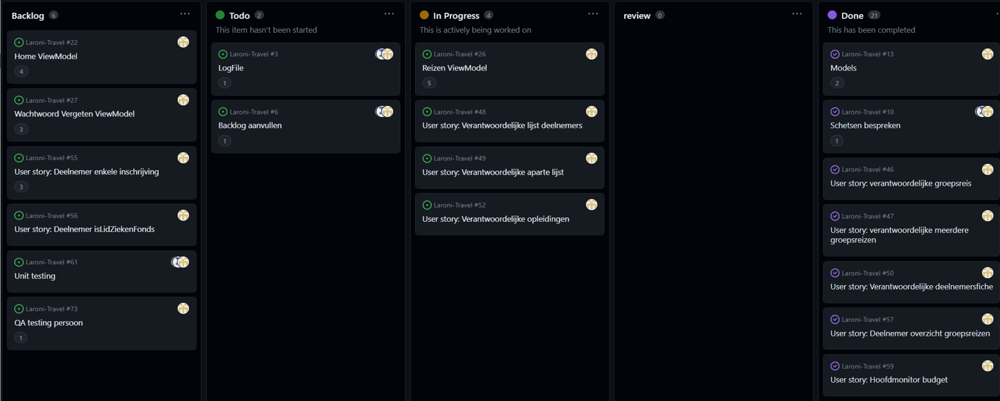 Backlog 6
Laroni-Travel #22
Home ViewModel
4
Laroni-Travel #27
Wachtwoord Vergeten ViewModel
3
Laroni-Travel #55
User story: Deelnemer enkele inschrijving
3
Laroni-Travel #56
User story: Deelnemer isLidZiekenFonds
Laroni-Travel #61
Unit testing
Laroni-Travel #73
QA testing persoon
1
Todo 2
This item hasn't been started
Laroni-Travel #3
LogFile
1
Laroni-Travel #6
Backlog aanvullen
1
In Progress 4
This is actively being worked on
Laroni-Travel #26
Reizen ViewModel
5
Laroni-Travel #48
User story: Verantwoordelijke lijst deelnemers
Laroni-Travel #49
User story: Verantwoordelijke aparte lijst
Laroni-Travel #52
User story: Verantwoordelijke opleidingen
review 0
Done 21
This has been completed
Laroni-Travel #13
Models
2
Laroni-Travel #10
Schetsen bespreken
1
Laroni-Travel #46
User story: verantwoordelijke groepsreis
Laroni-Travel #47
User story: verantwoordelijke meerdere
groepsreizen
Laroni-Travel #50
User story: Verantwoordelijke deelnemersfiche
Laroni-Travel #57
User story: Deelnemer overzicht groepsreizen
Laroni-Travel #59
User story: Hoofdmonitor budget